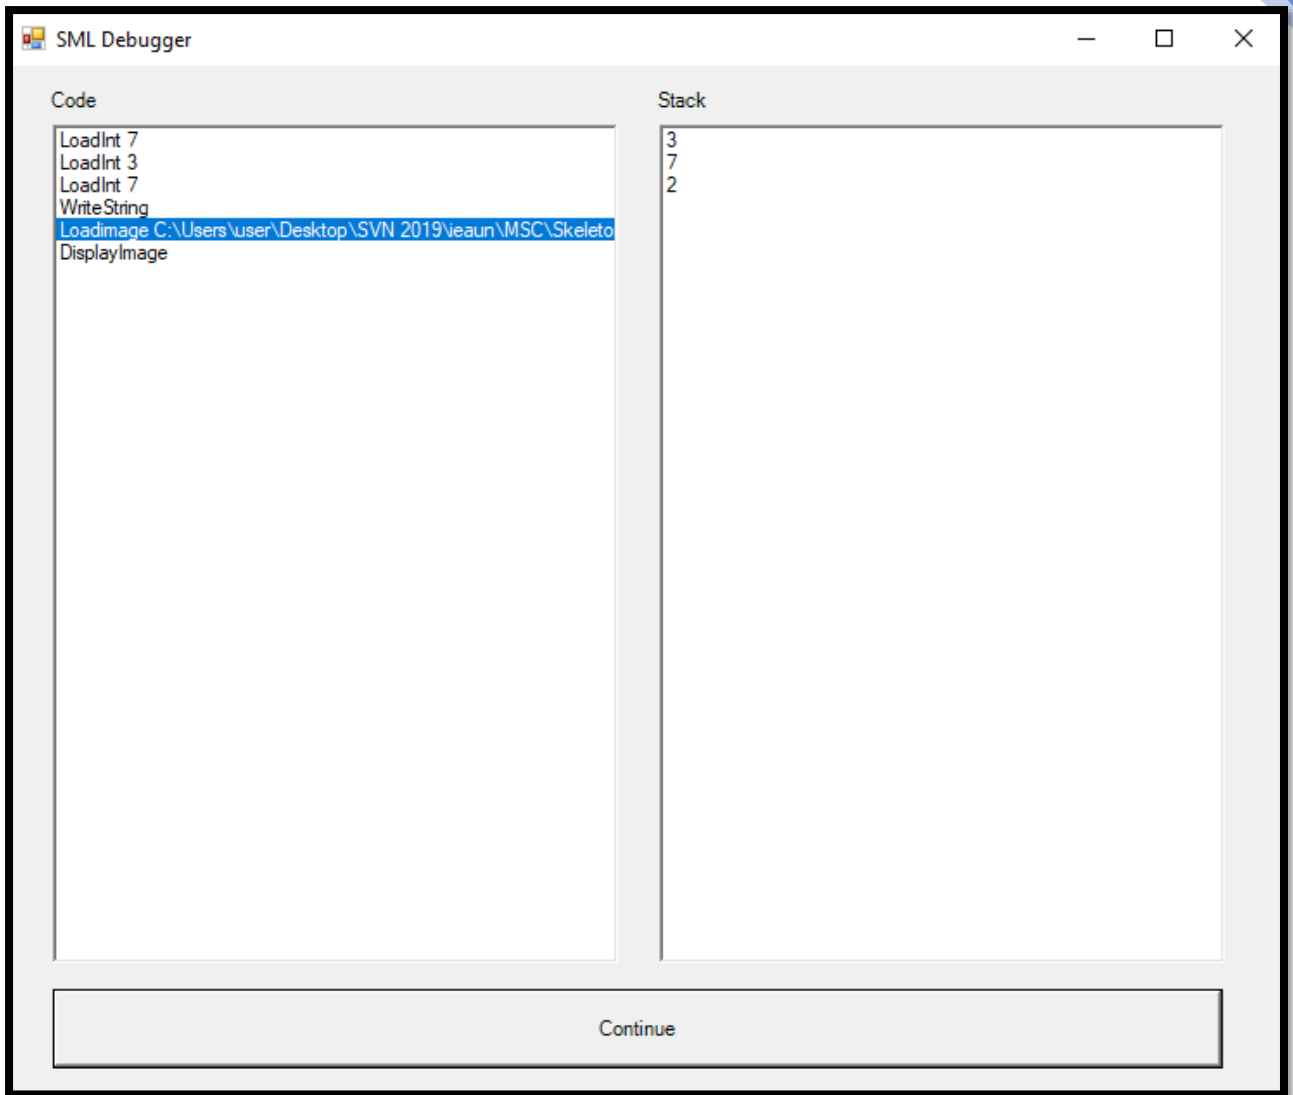 SML Debugger
Code
Stack
LoadInt 7
LoadInt 3
LoadInt 7
WriteString
Loadimage C:\Users\user\Desktop\SVN 2019\ieaun\MSC\Skeleto
DisplayImage
3
7
2
Continue